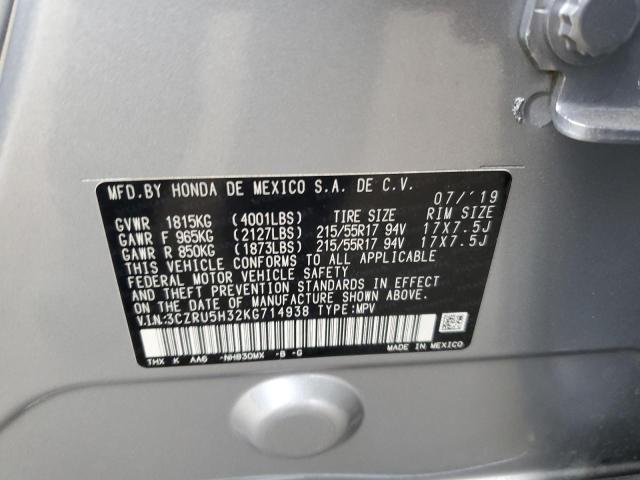 MFD.BY HONDA DE MEXICO S.A. DE C.V. 07/'19
GVWR 1815KG (4001LBS) TIRE SIZE RIM SIZE
GAWR F 965KG (2127LBS) 215/55R17 94V 17X7.5J
GAWR R 850KG (1873LBS) 215/55R17 94V 17X7.5J
THIS VEHICLE CONFORMS TO ALL APPLICABLE
FEDERAL MOTOR VEHICLE SAFETY
AND THEFT PREVENTION STANDARDS IN EFFECT
ON THE DATE OF MANUFACTURE SHOWN ABOVE.
V.I.N:3CZRU5H32KG714938 TYPE:MPV
THX K AA6 -NH830MX -B -G MADE IN MEXICO